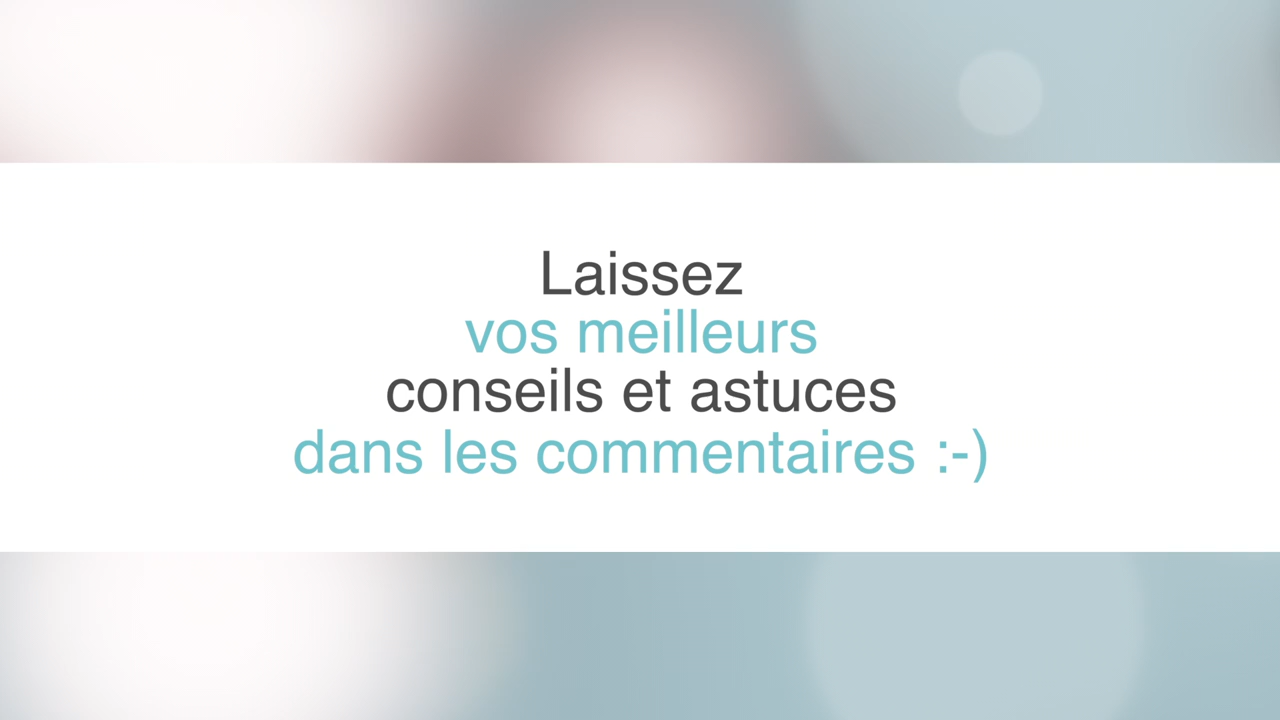 Laissez
vos meilleurs
conseils et astuces
dans les commentaires :-)